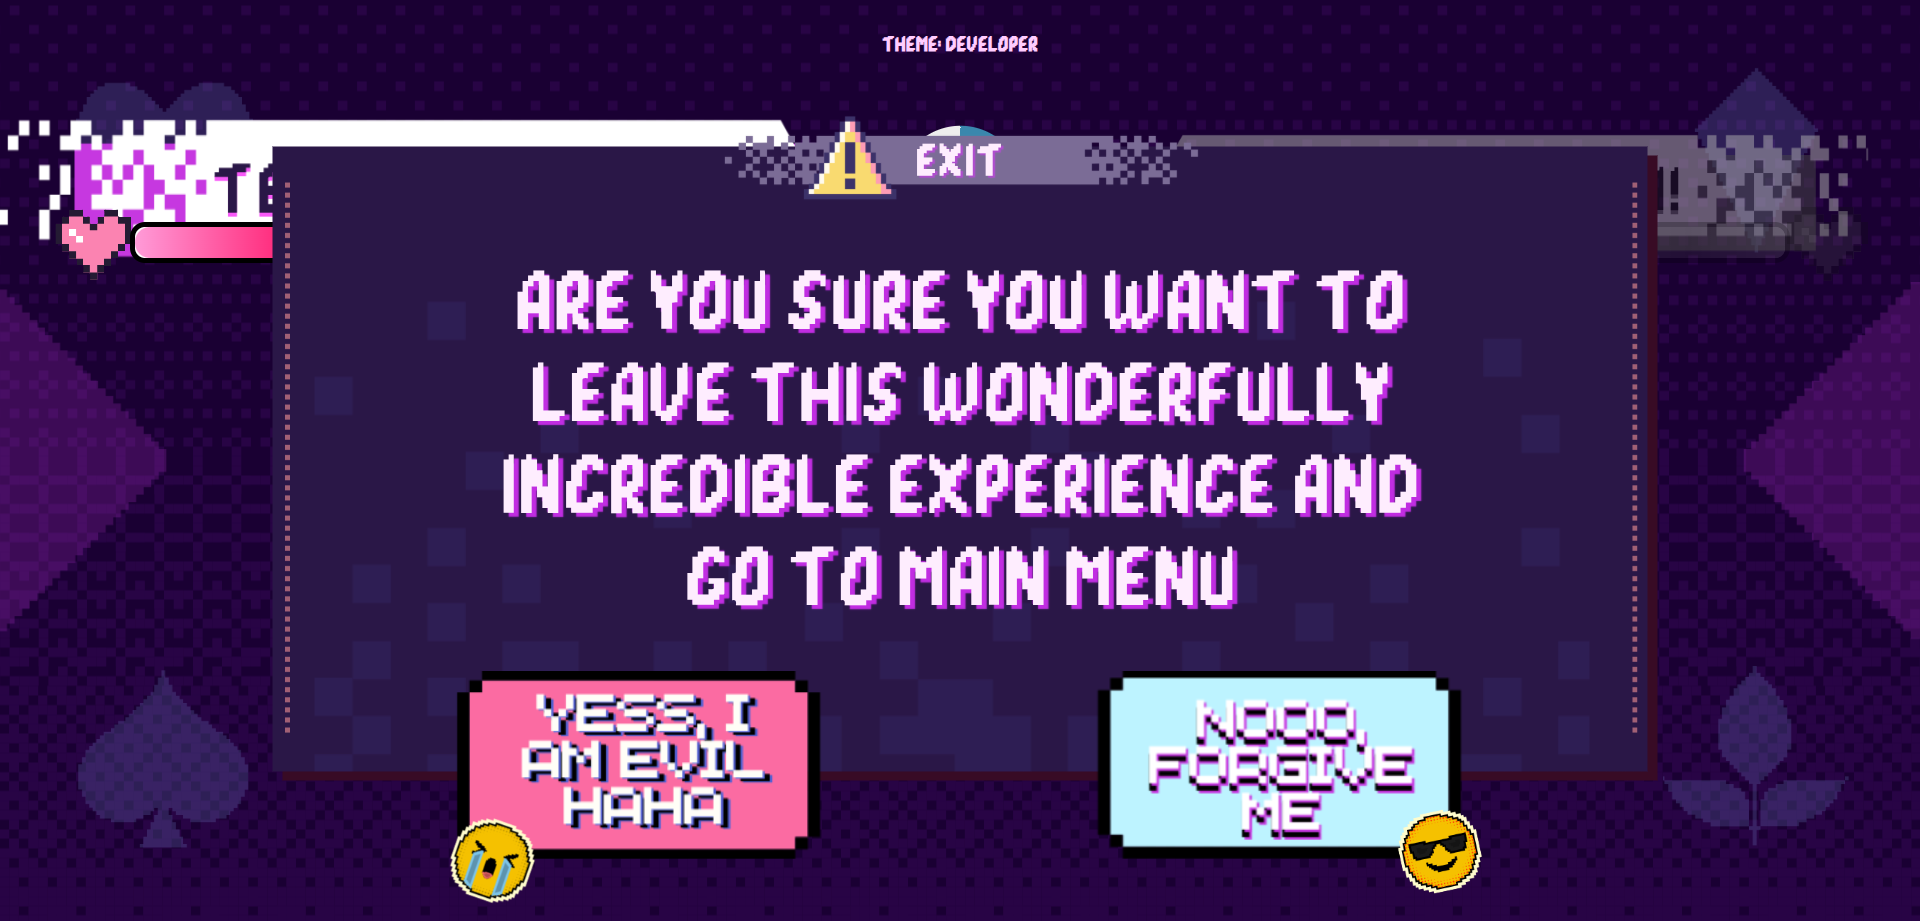 THEME: DEVELOPER
EXIT
ARE YOU SURE YOU WANT TO
LEAVE THIS WONDERFULLY
INCREDIBLE EXPERIENCE AND
GO TO MAIN MENU
YESS, I
AM EVIL
HAHA
NOOO,
FORGIVE
ME